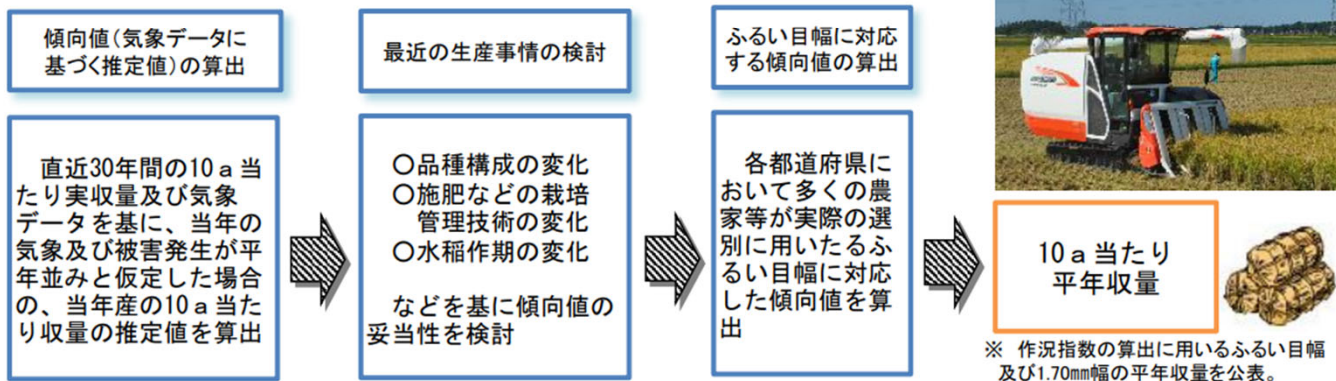 傾向値(気象データに
基づく推定値)の算出
直近30年間の10a当
たり実収量及び気象
データを基に、当年の
気象及び被害発生が平
年並みと仮定した場合
の、当年産の10a当た
り収量の推定値を算出
最近の生産事情の検討
○品種構成の変化
○施肥などの栽培
管理技術の変化
○水稲作期の変化
などを基に傾向値の
妥当性を検討
ふるい目幅に対応
する傾向値の算出
各都道府県に
おいて多くの農
家等が実際の選
別に用いたるふ
るい目幅に対応
した傾向値を算
出
10a当たり
平年収量
※ 作況指数の算出に用いるふるい目幅
及び1.70mm幅の平年収量を公表。